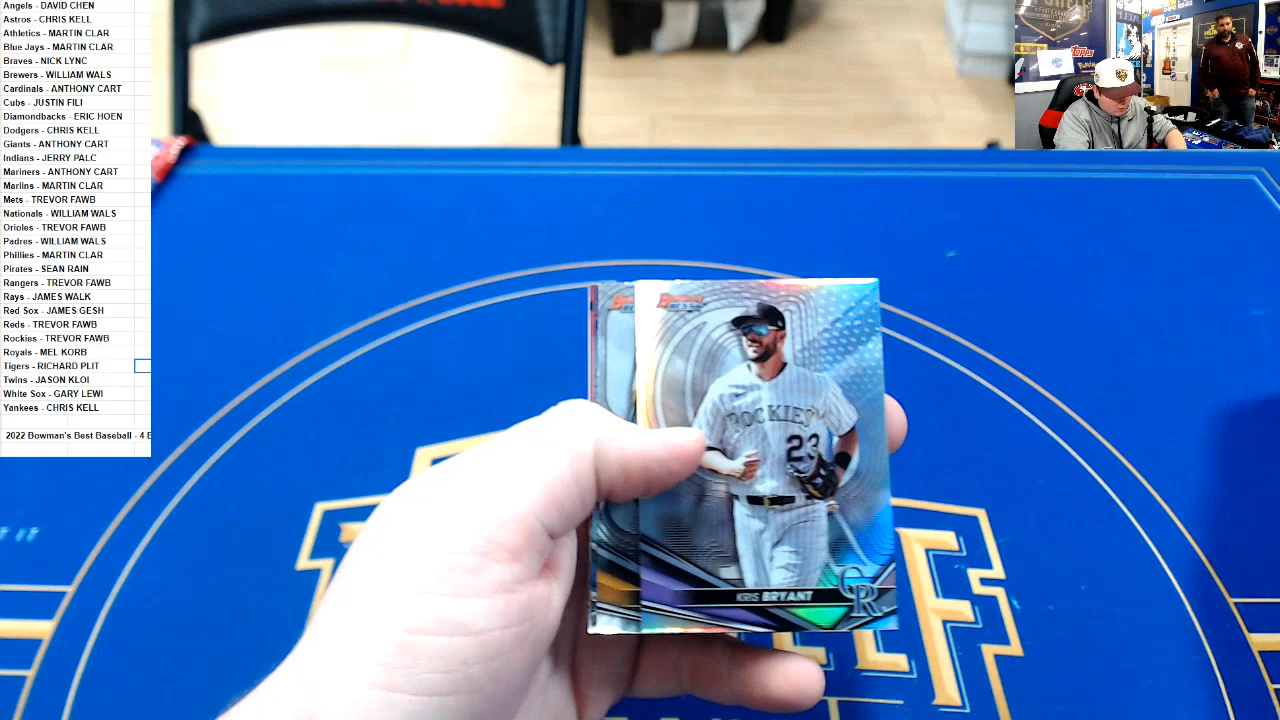 Angels - DAVID CHEN
Astros - CHRIS KELL
Athletics - MARTIN CLAR
Blue Jays - MARTIN CLAR
Braves - NICK LYNC
Brewers - WILLIAM WALS
Cardinals - ANTHONY CART
Cubs - JUSTIN FILI
Diamondbacks - ERIC HOEN
Dodgers - CHRIS KELL
Giants - ANTHONY CART
Indians - JERRY PALC
Mariners - ANTHONY CART
Marlins - MARTIN CLAR
Mets - TREVOR FAWB
Nationals - WILLIAM WALS
Orioles - TREVOR FAWB
Padres - WILLIAM WALS
Phillies - MARTIN CLAR
Pirates - SEAN RAIN
Rangers - TREVOR FAWB
Rays - JAMES WALK
Red Sox - JAMES GESH
Reds - TREVOR FAWB
Rockies - TREVOR FAWB
Royals - MEL KORB
Tigers - RICHARD PLIT
Twins - JASON KLOI
White Sox - GARY LEWI
Yankees - CHRIS KELL
2022 Bowman's Best Baseball - 4 B
Topps
Bowman's
ROCKIES
23
KRIS BRYANT
CR
IT